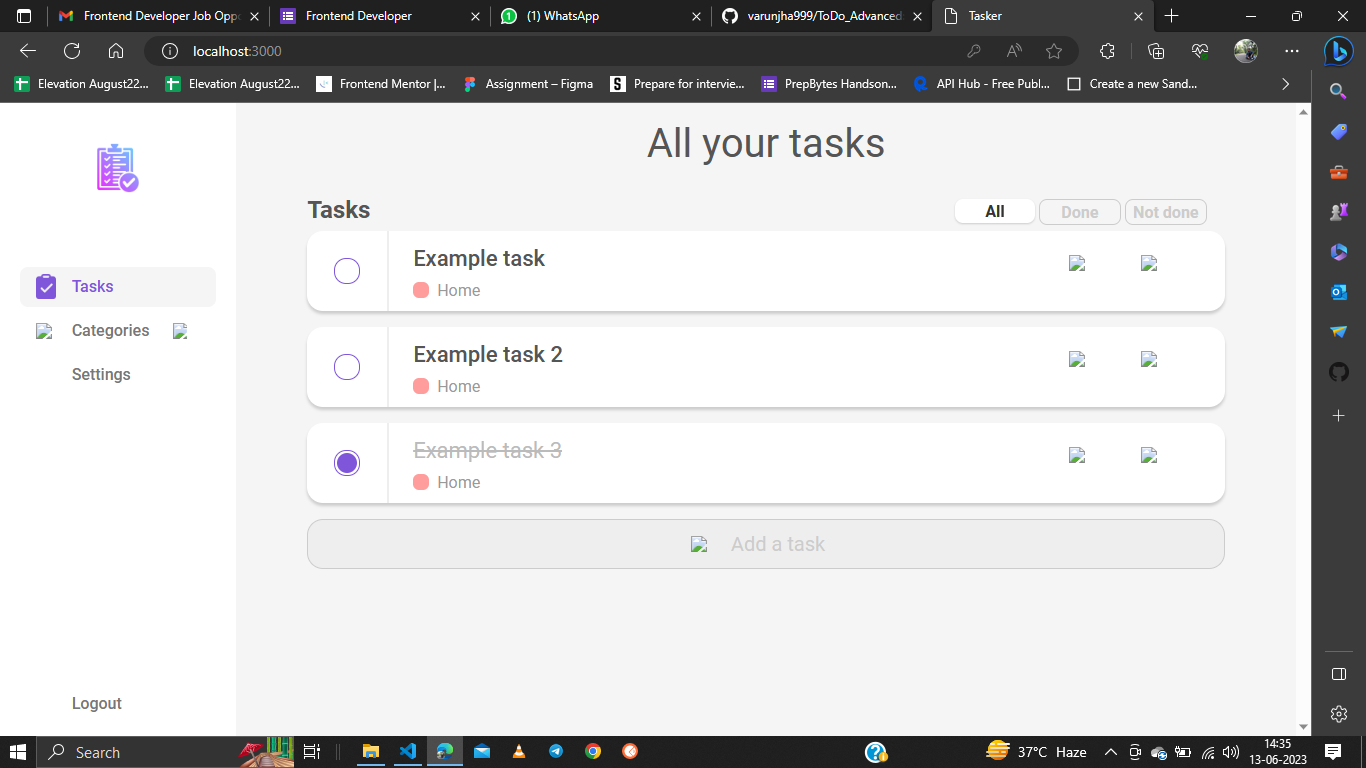 Frontend Developer Job Oppo
Frontend Developer
(1) WhatsApp
varunjha999/ToDo_Advanced
Tasker
localhost:3000
Elevation August22...
Elevation August22...
Frontend Mentor |...
Assignment – Figma
Prepare for intervie...
PrepBytes Handson...
API Hub - Free Publ...
Create a new Sand...
All your tasks
Tasks
All
Done
Not done
Tasks
Categories
Settings
Logout
Example task
Home
Example task 2
Home
Example task 3
Home
Add a task
Search
37°C Haze
14:35
13-06-2023